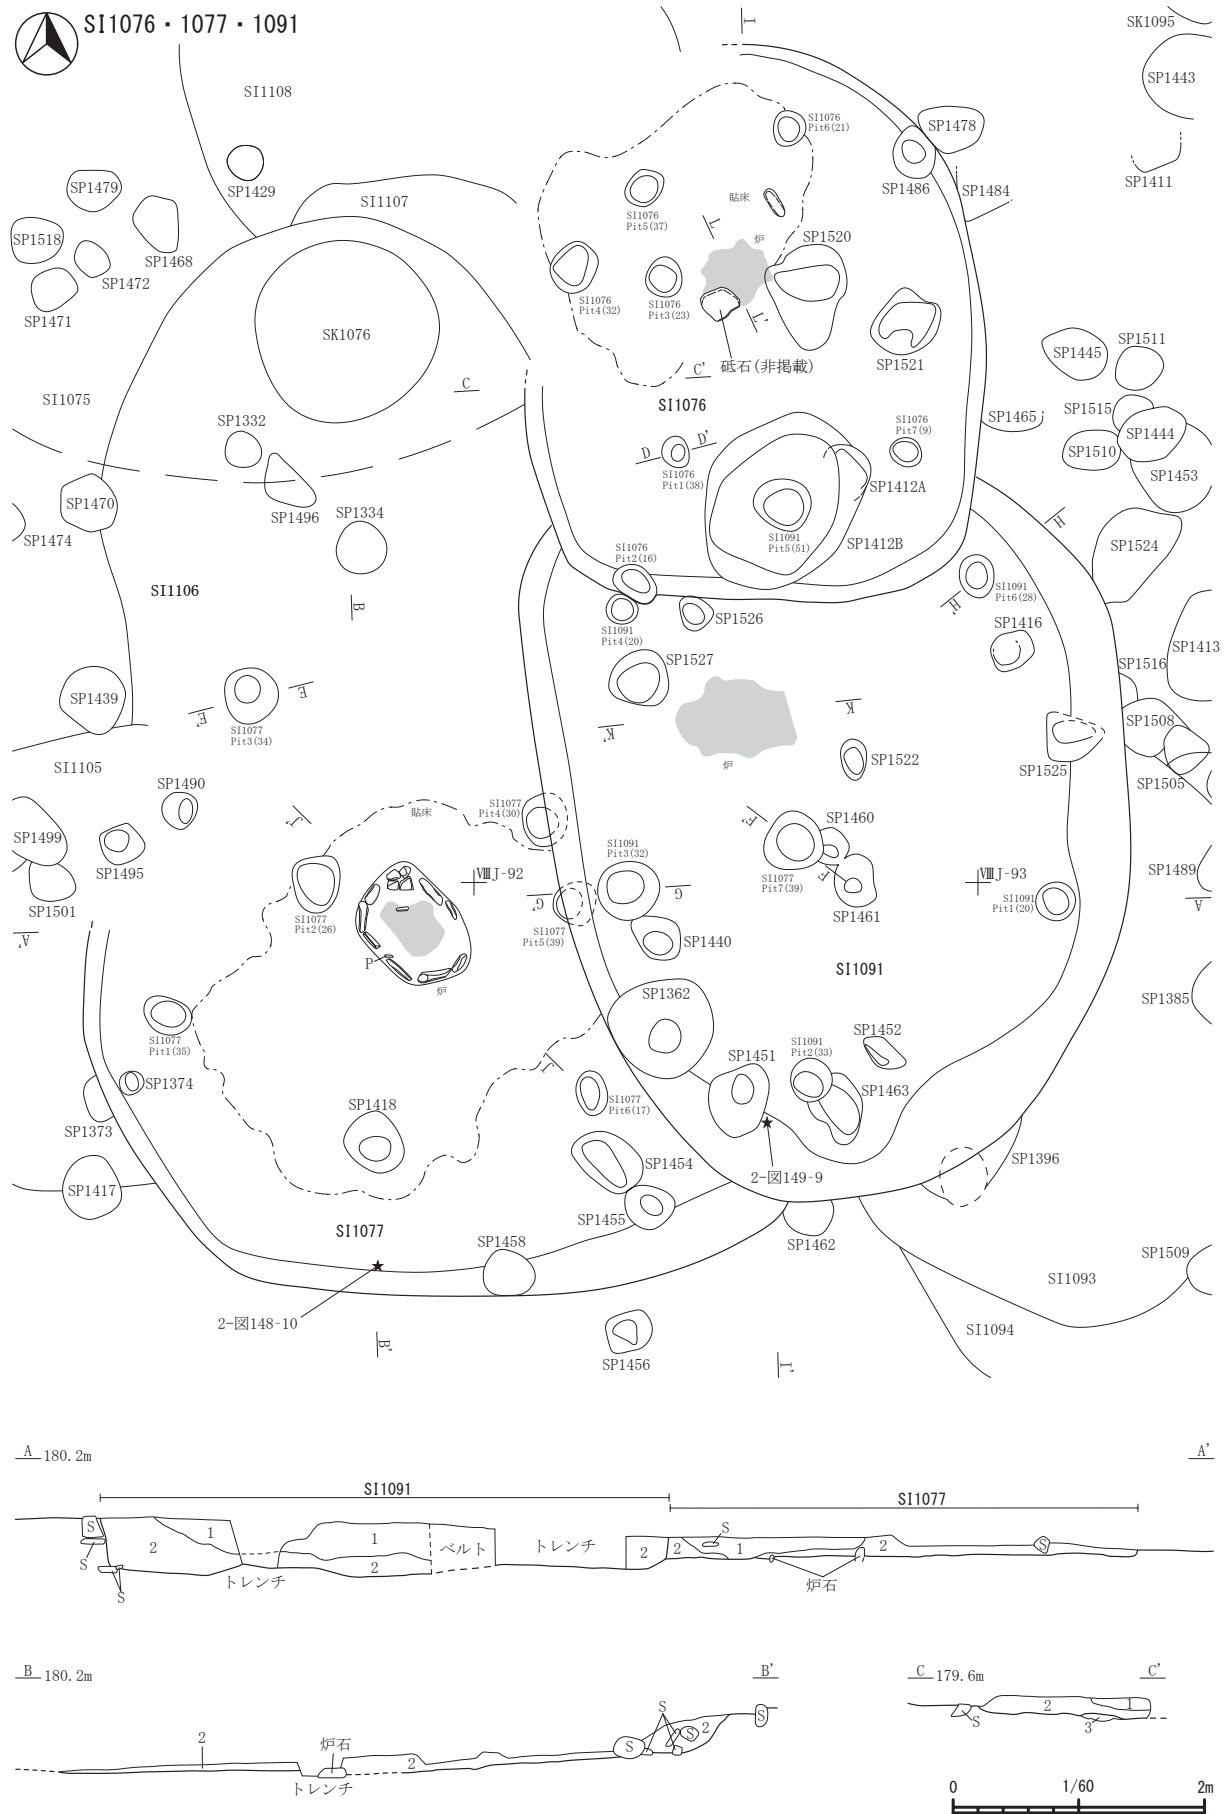 SI1076・1077・1091
SK1095
SP1443
SI1108
SI1076
Pit6(21)
SP1478
SP1429
SP1479
SI1107
SP1486
SP1484
SP1411
SI1076
Pit5(37)
貼床
L
炉
SP1520
SP1518
SP1468
SP1472
SP1471
SI1076
Pit4(32)
SI1076
Pit3(23)
L'
SK1076
SP1521
SP1445
SP1511
砥石(非掲載)
C
C'
SI1076
SI1075
SP1332
SI1076
Pit7(9)
SP1465
SP1515
SP1444
SP1510
SP1453
D
D'
SI1076
Pit1(38)
SP1412A
SP1470
SP1496
SP1334
SP1474
SI1091
Pit5(51)
SP1412B
H
SP1524
SI1076
Pit2(16)
SI1091
Pit6(28)
H'
SI1106
B
SI1091
Pit4(20)
SP1526
SP1416
SP1413
SP1527
SP1516
SP1439
E
E'
SI1077
Pit3(34)
K
K'
SP1508
炉
SP1522
SP1525
SP1505
SI1105
SP1490
J'
貼床
SI1077
Pit4(30)
F'
SP1460
SP1499
SP1495
SI1091
Pit3(32)
SI1077
Pit7(39)
F
ⅧJ-92
ⅧJ-93
SP1489
SP1501
SI1077
Pit2(26)
G
G'
SP1461
SI1091
Pit1(20)
A
A'
SI1077
Pit5(39)
SP1440
P
SI1091
炉
SP1362
SP1385
SI1077
Pit1(35)
SP1452
SI1091
Pit2(33)
SP1451
J
SP1374
SP1463
SI1077
Pit6(17)
SP1418
SP1373
SP1396
SP1454
2-図149-9
SP1417
SP1455
SI1077
SP1458
SP1462
SP1509
SI1093
2-図148-10
SI1094
B'
SP1456
I
I'
A 180.2m
A'
SI1091
SI1077
S
S
S
2
1
トレンチ
1
2
ベルト
トレンチ
2
2
S
1
炉石
2
S
B 180.2m
B'
2
炉石
トレンチ
2
S
S
S
2
S
C 179.6m
C'
S
2
1
3
0
1/60
2m